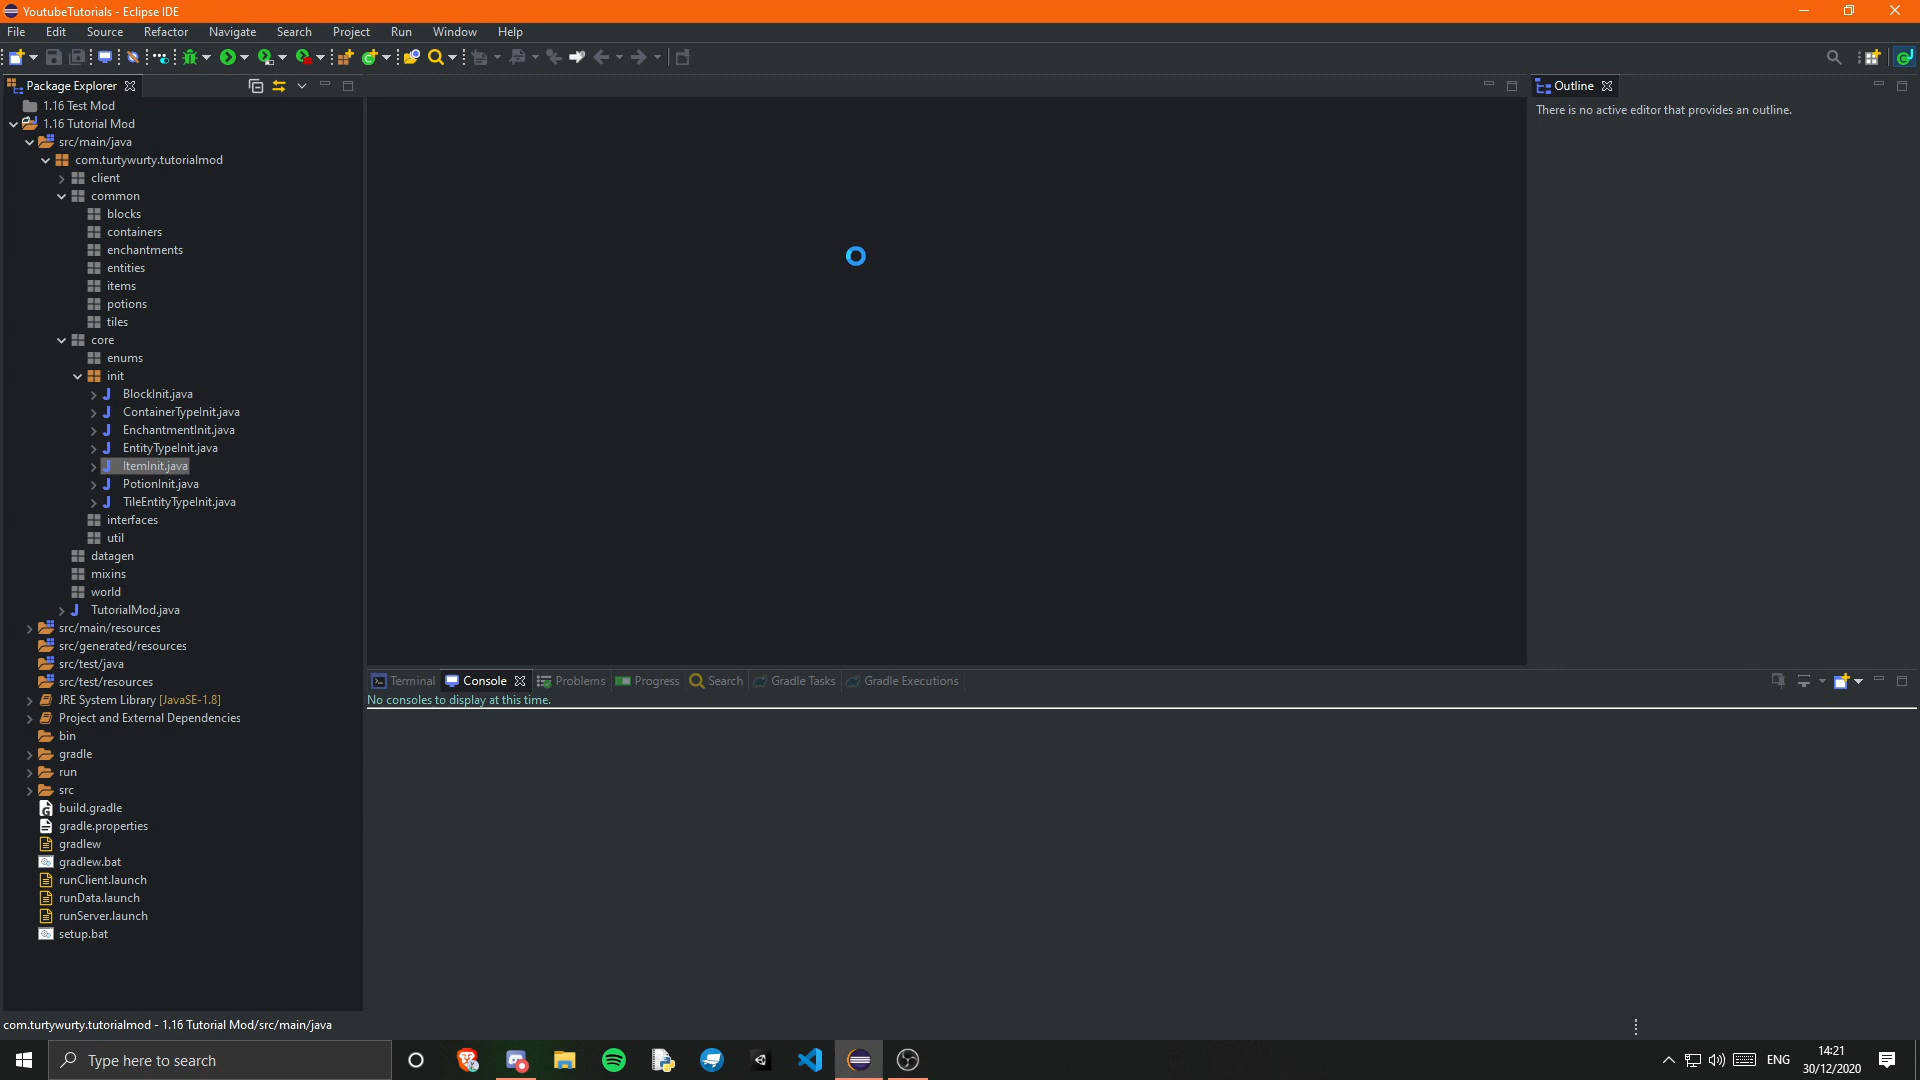 YoutubeTutorials - Eclipse IDE
File Edit Source Refactor Navigate Search Project Run Window Help
Package Explorer
Outline
1.16 Test Mod
There is no active editor that provides an outline.
1.16 Tutorial Mod
src/main/java
com.turtywurty.tutorialmod
client
common
blocks
containers
enchantments
entities
items
potions
tiles
core
enums
init
BlockInit.java
ContainerTypeInit.java
EnchantmentInit.java
EntityTypeInit.java
ItemInit.java
PotionInit.java
TileEntityTypeInit.java
interfaces
util
datagen
mixins
world
TutorialMod.java
src/main/resources
src/generated/resources
src/test/java
src/test/resources
JRE System Library [JavaSE-1.8]
Project and External Dependencies
bin
gradle
run
src
build.gradle
gradle.properties
gradlew
gradlew.bat
runClient.launch
runData.launch
runServer.launch
setup.bat
Terminal Console Problems Progress Search Gradle Tasks Gradle Executions
No consoles to display at this time.
com.turtywurty.tutorialmod - 1.16 Tutorial Mod/src/main/java
Type here to search
ENG
14:21
30/12/2020